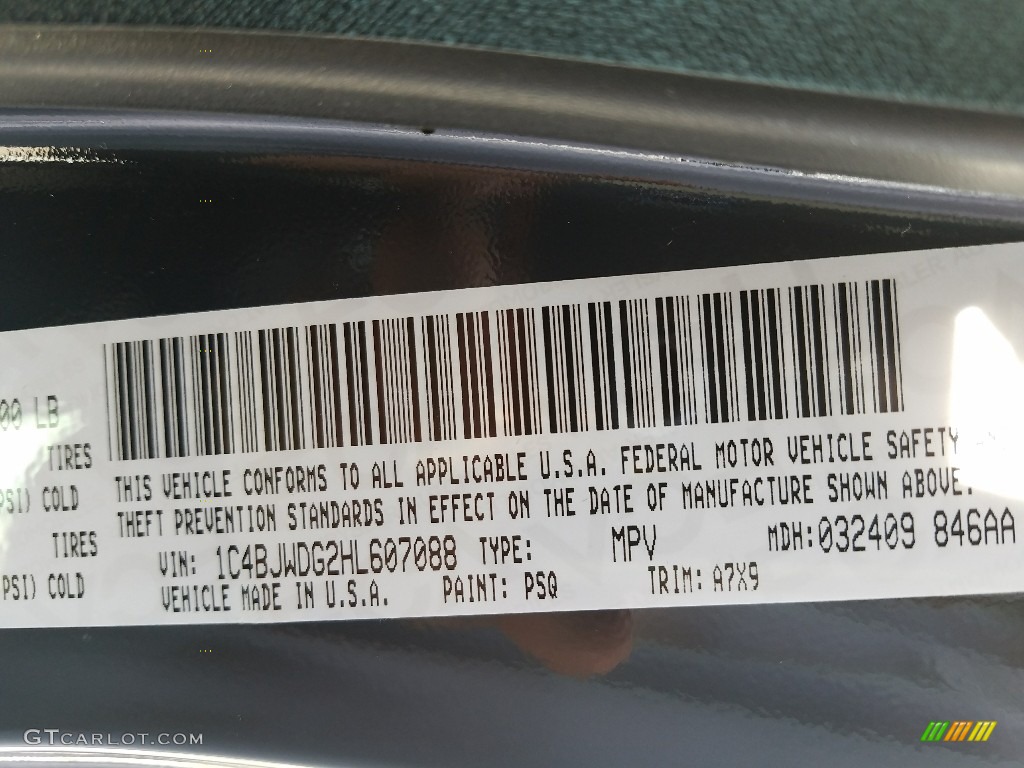 00 LB
TIRES
PSI) COLD
TIRES
PSI) COLD
THIS VEHICLE CONFORMS TO ALL APPLICABLE U.S.A. FEDERAL MOTOR VEHICLE SAFETY
THEFT PREVENTION STANDARDS IN EFFECT ON THE DATE OF MANUFACTURE SHOWN ABOVE.
VIN: 1C4BJWDG2HL607088 TYPE: MPV MDH:032409 846AA
VEHICLE MADE IN U.S.A. PAINT: PSQ TRIM: A7X9
GTCARLOT.COM